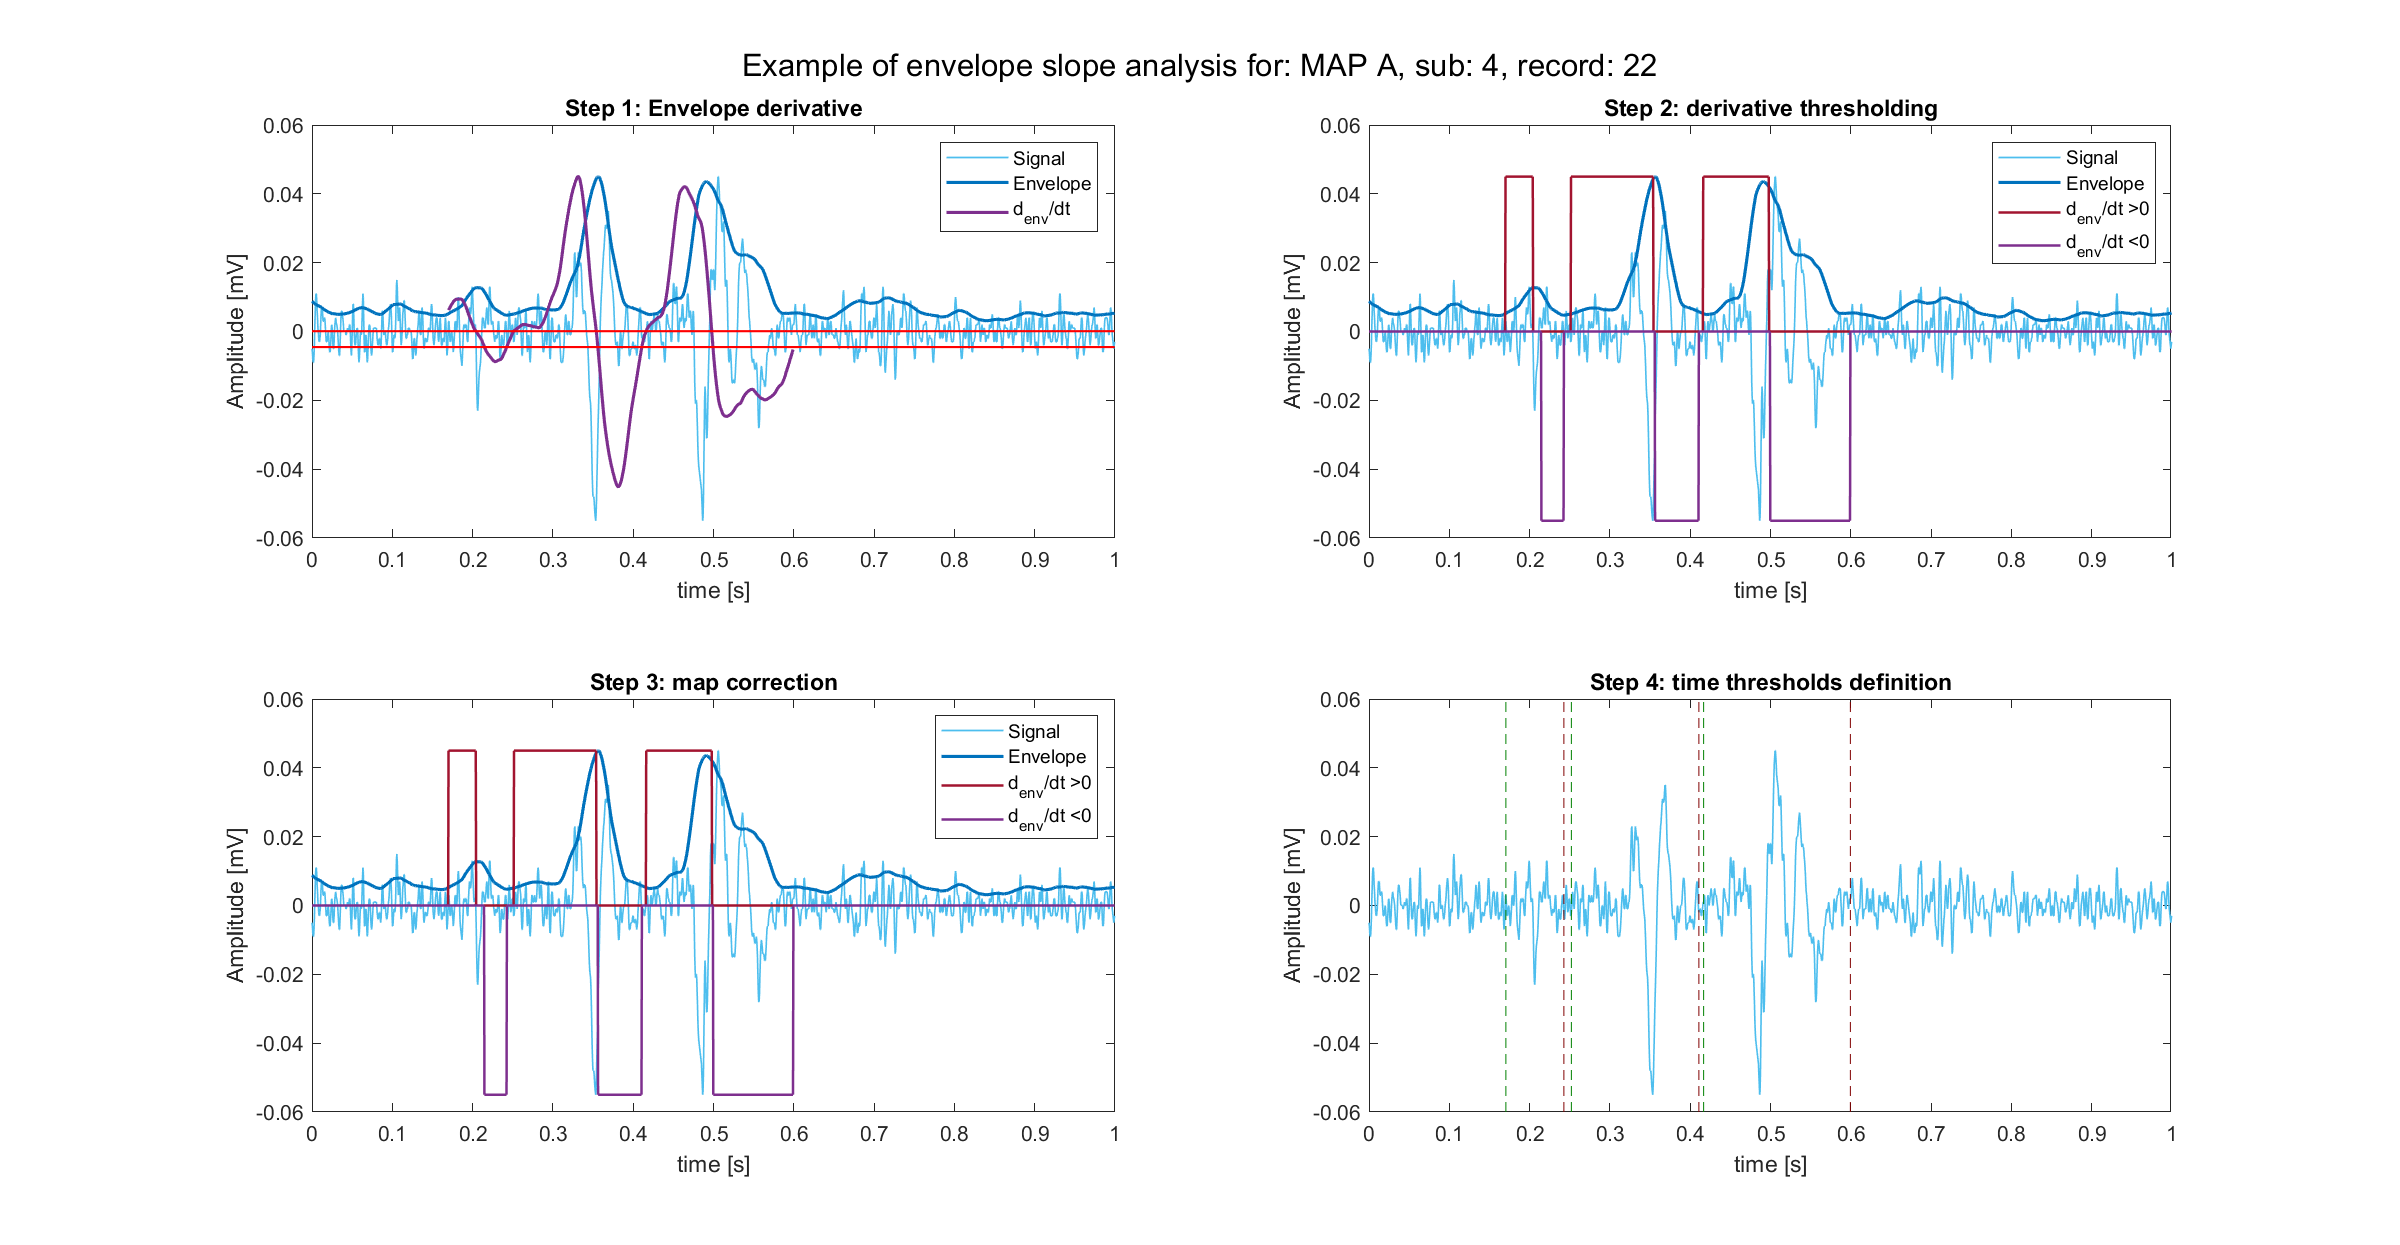 Example of envelope slope analysis for: MAP A, sub: 4, record: 22
Step 1: Envelope derivative
0.06
0.04
0.02
0
-0.02
-0.04
-0.06
Amplitude [mV]
Signal
Envelope
d_env/dt
0 0.1 0.2 0.3 0.4 0.5 0.6 0.7 0.8 0.9 1
time [s]
Step 2: derivative thresholding
0.06
0.04
0.02
0
-0.02
-0.04
-0.06
Amplitude [mV]
Signal
Envelope
d_env/dt >0
d_env/dt <0
0 0.1 0.2 0.3 0.4 0.5 0.6 0.7 0.8 0.9 1
time [s]
Step 3: map correction
0.06
0.04
0.02
0
-0.02
-0.04
-0.06
Amplitude [mV]
Signal
Envelope
d_env/dt >0
d_env/dt <0
0 0.1 0.2 0.3 0.4 0.5 0.6 0.7 0.8 0.9 1
time [s]
Step 4: time thresholds definition
0.06
0.04
0.02
0
-0.02
-0.04
-0.06
Amplitude [mV]
0 0.1 0.2 0.3 0.4 0.5 0.6 0.7 0.8 0.9 1
time [s]